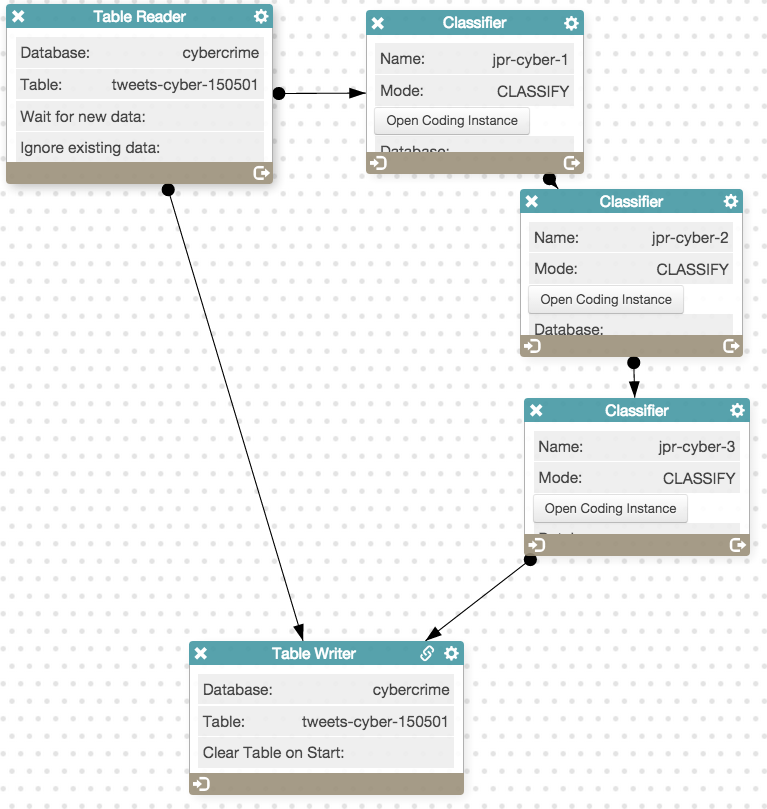 Table Reader
Database: cybercrime
Table: tweets-cyber-150501
Wait for new data:
Ignore existing data:
Classifier
Name: jpr-cyber-1
Mode: CLASSIFY
Open Coding Instance
Database:
Classifier
Name: jpr-cyber-2
Mode: CLASSIFY
Open Coding Instance
Database:
Classifier
Name: jpr-cyber-3
Mode: CLASSIFY
Open Coding Instance
Table Writer
Database: cybercrime
Table: tweets-cyber-150501
Clear Table on Start: